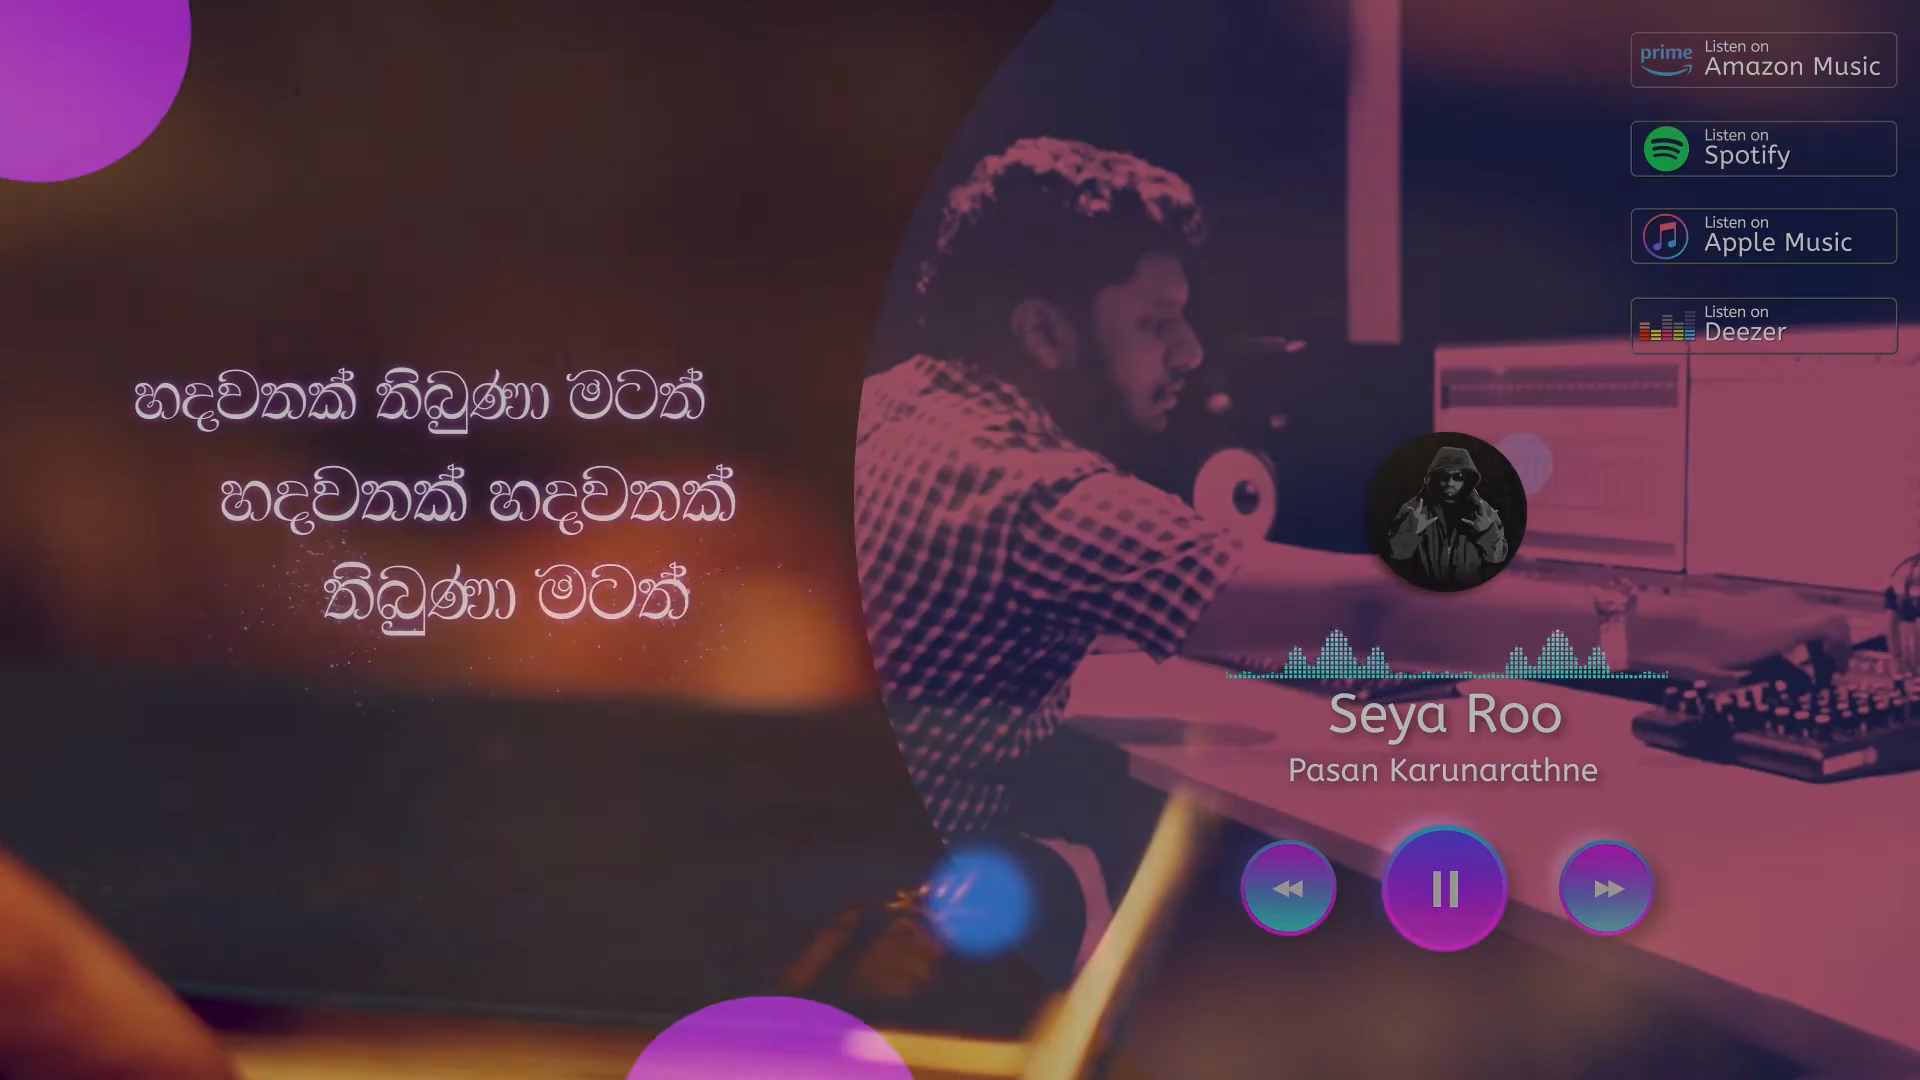 හදවතක් තිබුණා මටත්
හදවතක් හදවතක්
තිබුණා මටත්
prime
Listen on
Amazon Music
Listen on
Spotify
Listen on
Apple Music
Listen on
Deezer
Seya Roo
Pasan Karunarathne